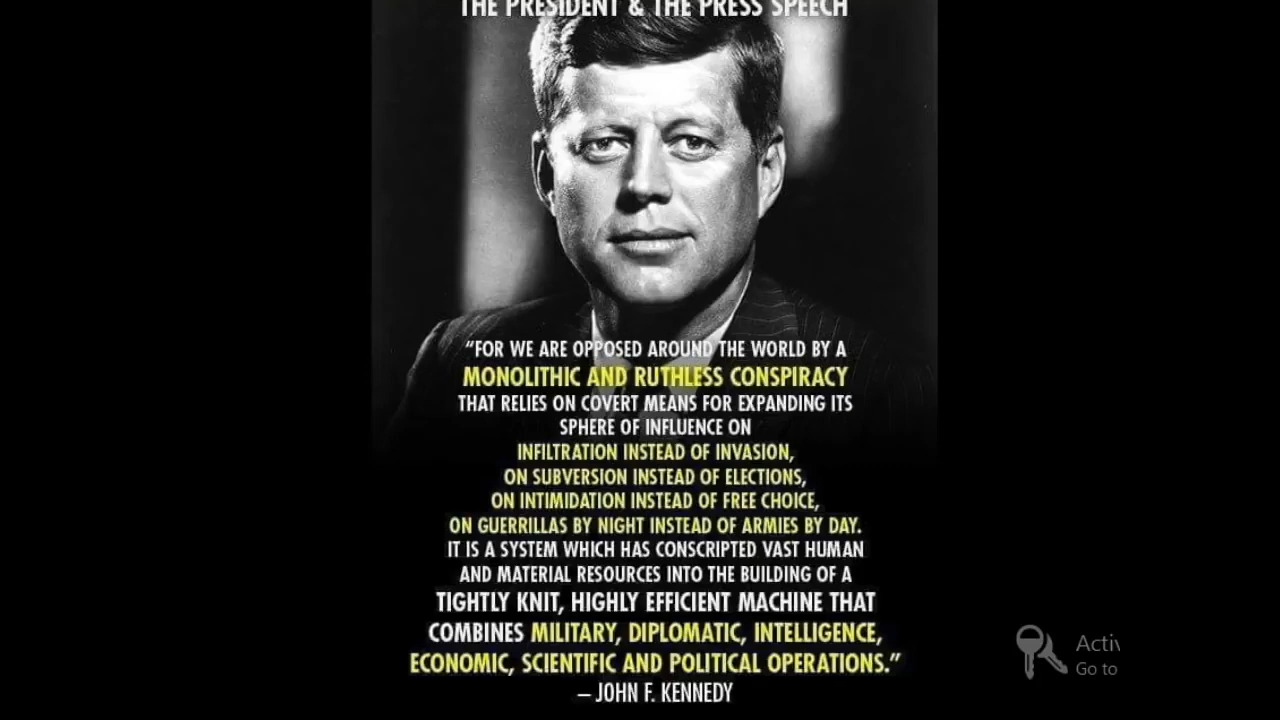 THE PRESIDENT & THE PRESS SPEECH
"FOR WE ARE OPPOSED AROUND THE WORLD BY A
MONOLITHIC AND RUTHLESS CONSPIRACY
THAT RELIES ON COVERT MEANS FOR EXPANDING ITS
SPHERE OF INFLUENCE ON
INFILTRATION INSTEAD OF INVASION,
ON SUBVERSION INSTEAD OF ELECTIONS,
ON INTIMIDATION INSTEAD OF FREE CHOICE,
ON GUERRILLAS BY NIGHT INSTEAD OF ARMIES BY DAY.
IT IS A SYSTEM WHICH HAS CONSCRIPTED VAST HUMAN
AND MATERIAL RESOURCES INTO THE BUILDING OF A
TIGHTLY KNIT, HIGHLY EFFICIENT MACHINE THAT
COMBINES MILITARY, DIPLOMATIC, INTELLIGENCE,
ECONOMIC, SCIENTIFIC AND POLITICAL OPERATIONS."
– JOHN F. KENNEDY
Activ
Go to